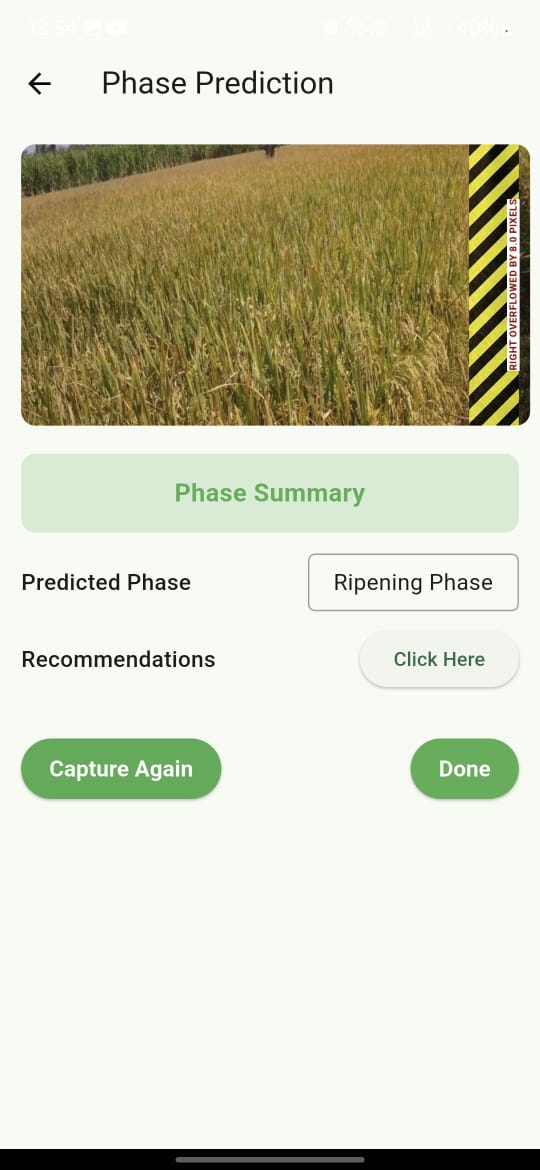 12:54
40%
Phase Prediction
RIGHT OVERFLOWED BY 8.0 PIXELS
Phase Summary
Predicted Phase
Ripening Phase
Recommendations
Click Here
Capture Again
Done